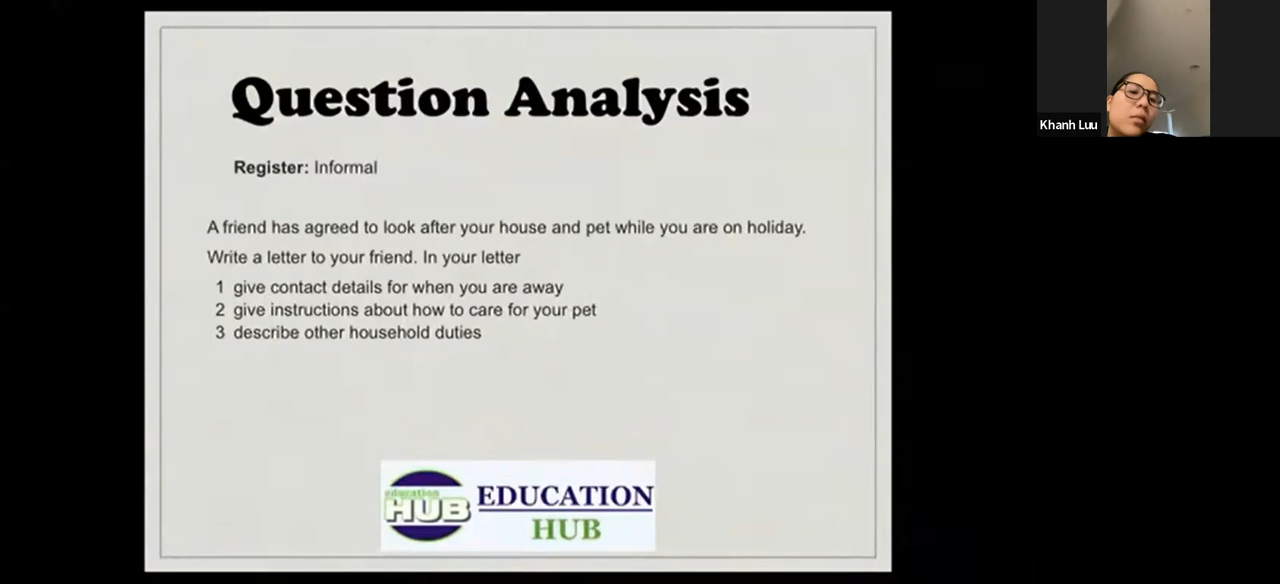 Question Analysis
Register: Informal
A friend has agreed to look after your house and pet while you are on holiday.
Write a letter to your friend. In your letter
1 give contact details for when you are away
2 give instructions about how to care for your pet
3 describe other household duties
education
HUB
EDUCATION
HUB
Khanh Luu